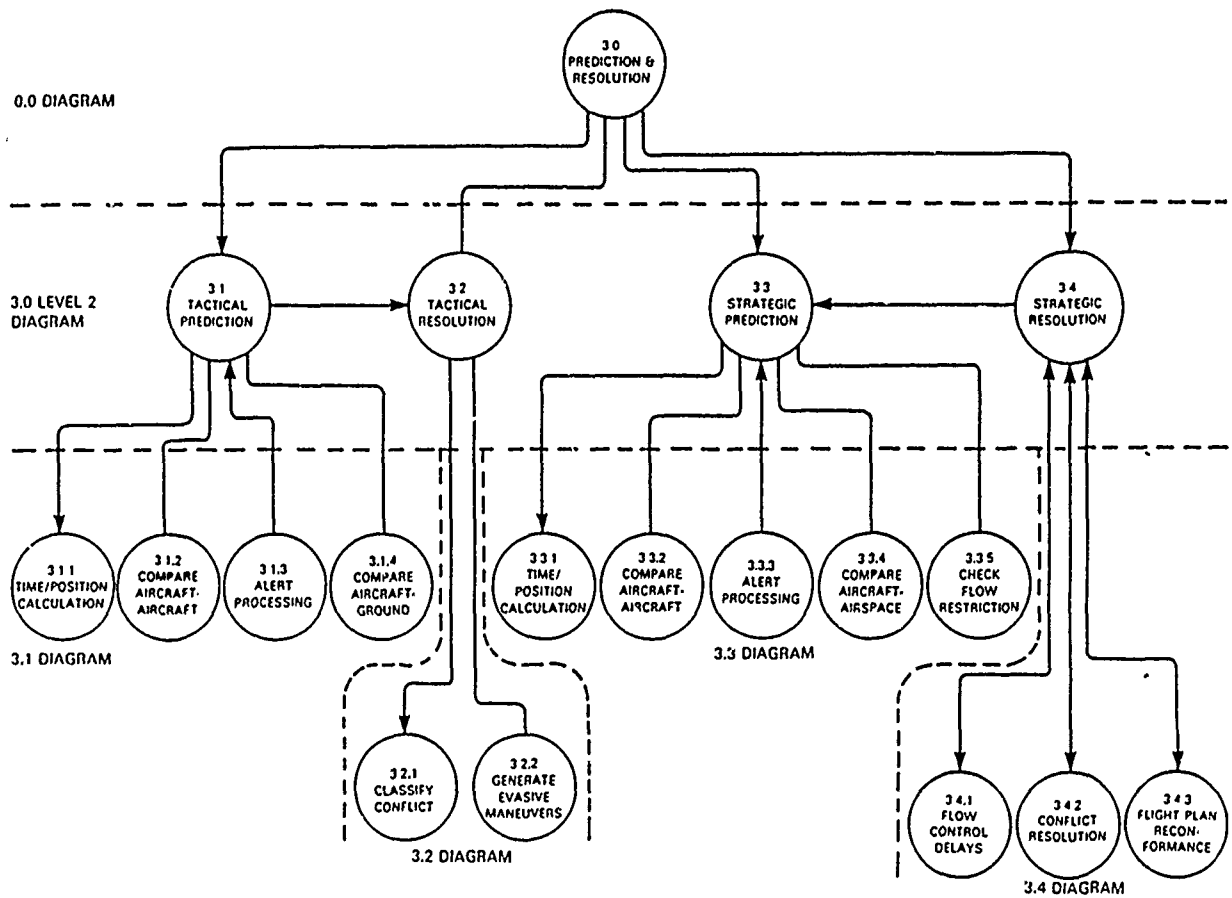 3.0
PREDICTION &
RESOLUTION
0.0 DIAGRAM
3.0 LEVEL 2
DIAGRAM
3.1
TACTICAL
PREDICTION
3.2
TACTICAL
RESOLUTION
3.3
STRATEGIC
PREDICTION
3.4
STRATEGIC
RESOLUTION
3.1.1
TIME/POSITION
CALCULATION
3.1.2
COMPARE
AIRCRAFT-
AIRCRAFT
3.1.3
ALERT
PROCESSING
3.1.4
COMPARE
AIRCRAFT-
GROUND
3.3.1
TIME/
POSITION
CALCULATION
3.3.2
COMPARE
AIRCRAFT-
AIRCRAFT
3.3.3
ALERT
PROCESSING
3.3.4
COMPARE
AIRCRAFT-
AIRSPACE
3.3.5
CHECK
FLOW
RESTRICTION
3.1 DIAGRAM
3.3 DIAGRAM
3.2.1
CLASSIFY
CONFLICT
3.2.2
GENERATE
EVASIVE
MANEUVERS
3.2 DIAGRAM
3.4.1
FLOW
CONTROL
DELAYS
3.4.2
CONFLICT
RESOLUTION
3.4.3
FLIGHT PLAN
RECON-
FORMANCE
3.4 DIAGRAM